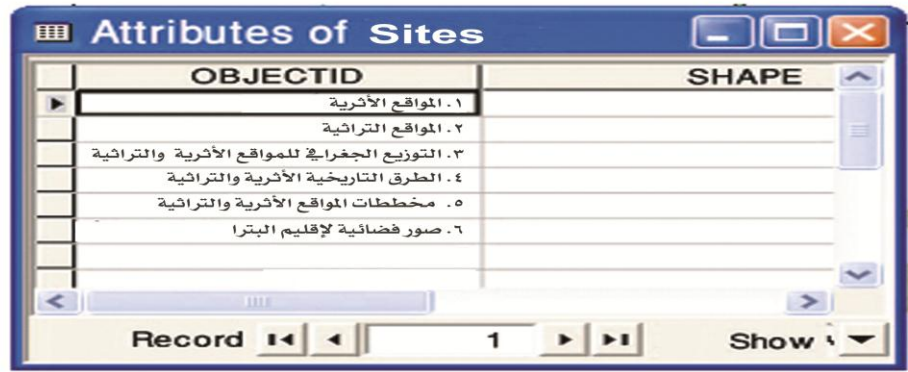 Attributes of Sites
OBJECTID SHAPE
١. المواقع الأثرية
٢. المواقع التراثية
٣. التوزيع الجغرافي للمواقع الأثرية والتراثية
٤. الطرق التاريخية الأثرية والتراثية
٥. مخططات المواقع الأثرية والتراثية
٦. صور فضائية لإقليم البترا
Record 1 Show